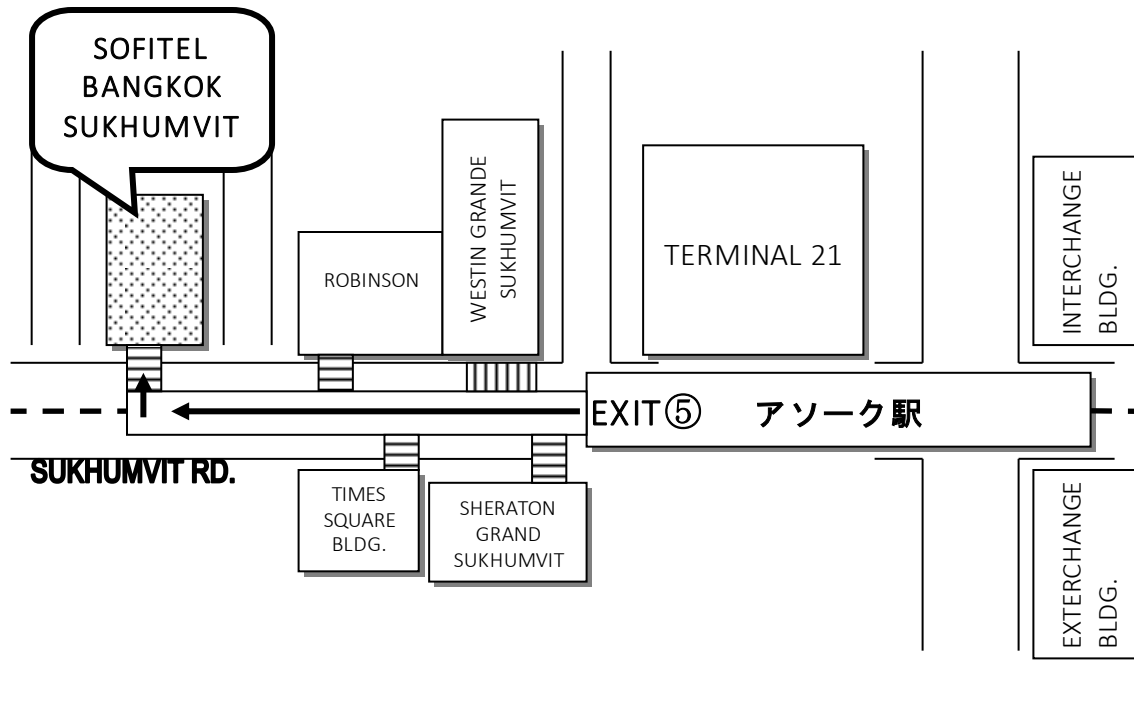 SOFITEL
BANGKOK
SUKHUMVIT
ROBINSON
WESTIN GRANDE
SUKHUMVIT
TERMINAL 21
INTERCHANGE
BLDG.
EXIT⑤
アソーク駅
SUKHUMVIT RD.
TIMES
SQUARE
BLDG.
SHERATON
GRAND
SUKHUMVIT
EXTERCHANGE
BLDG.